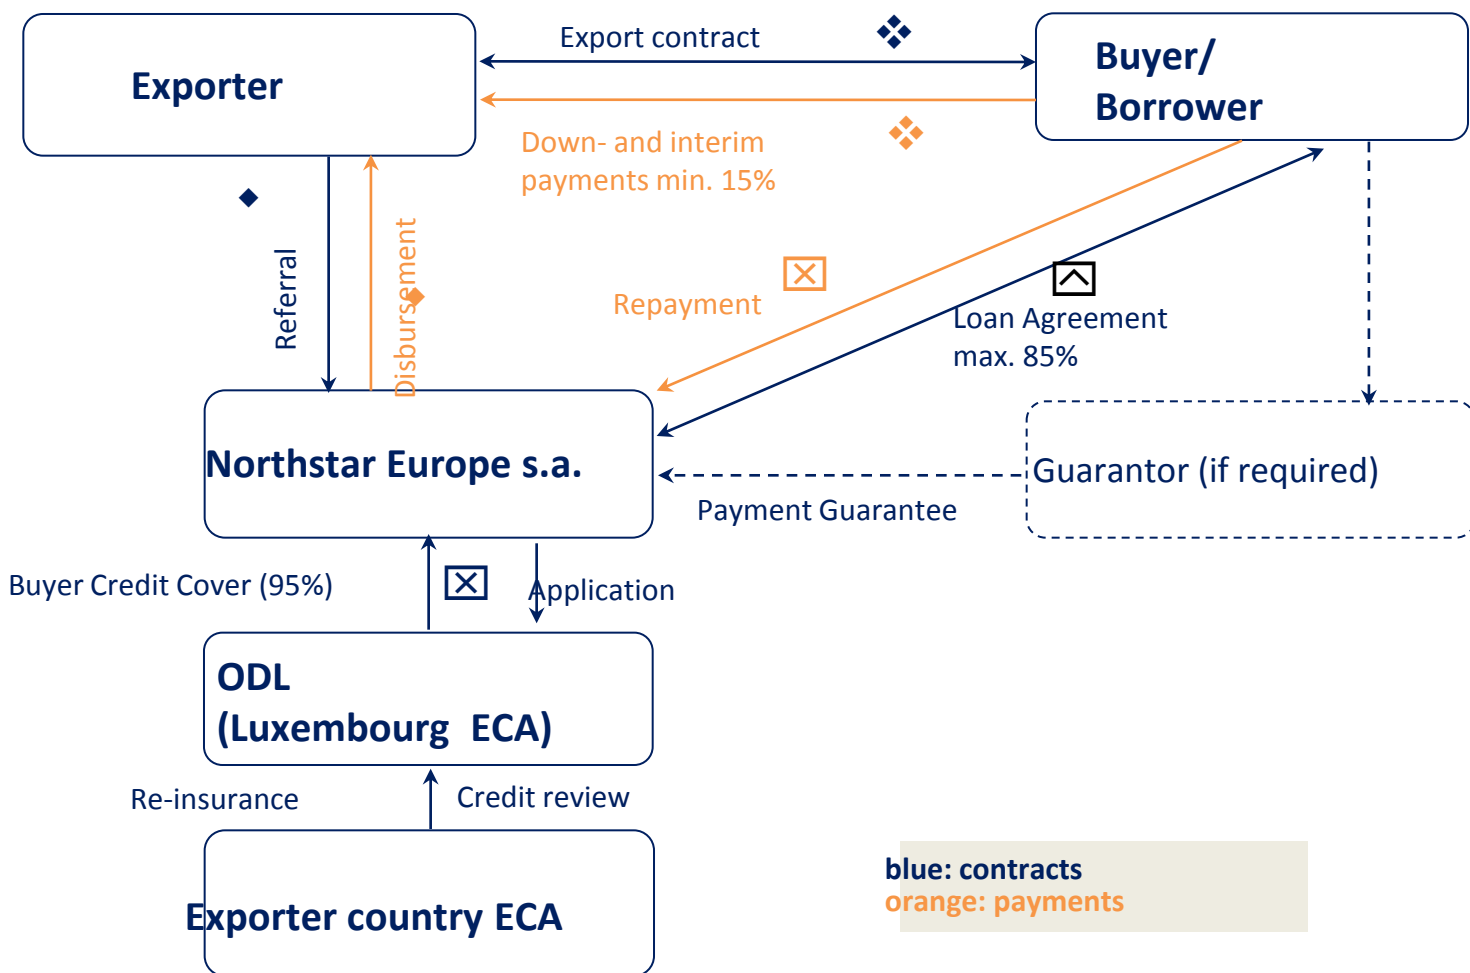 Export contract
Exporter
Buyer/
Borrower
Down- and interim
payments min. 15%
Referral
Disbursement
Repayment
Loan Agreement
max. 85%
Northstar Europe s.a.
Guarantor (if required)
Payment Guarantee
Buyer Credit Cover (95%)
Application
ODL
(Luxembourg ECA)
Re-insurance
Credit review
Exporter country ECA
blue: contracts
orange: payments